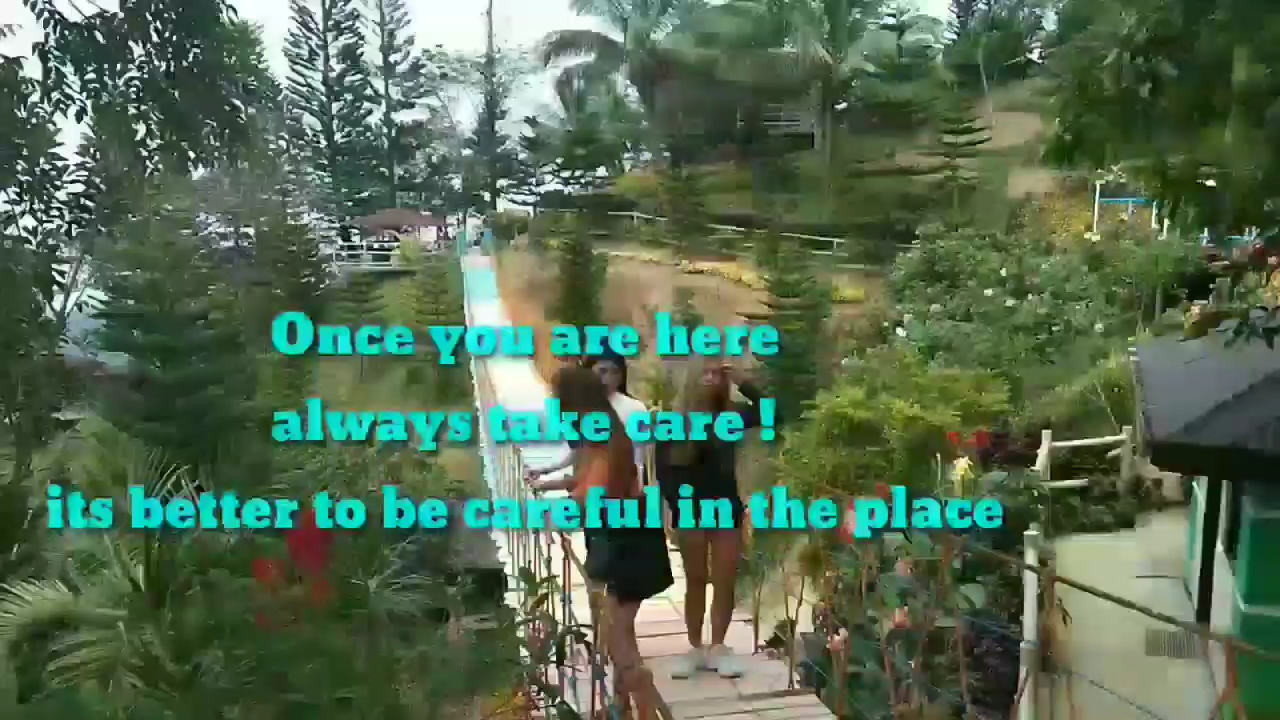 Once you are here
always take care !
its better to be careful in the place